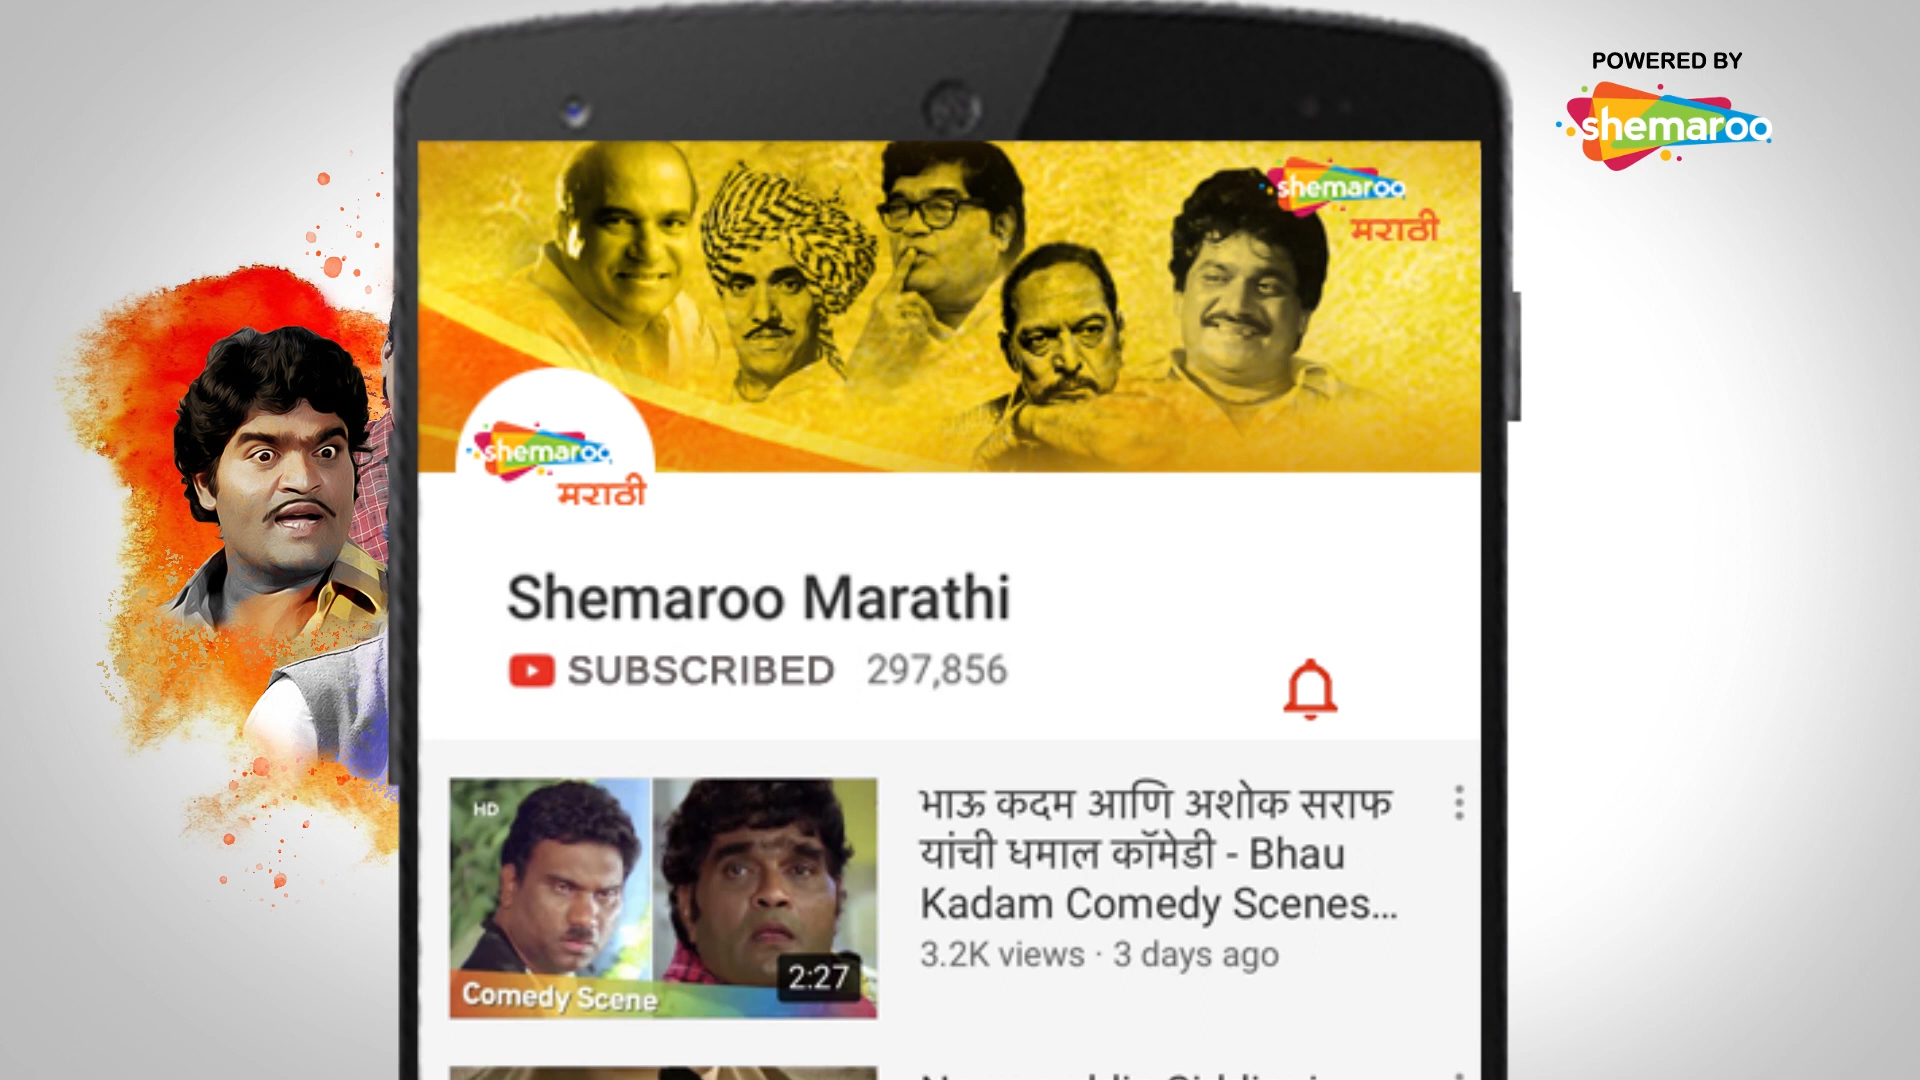 POWERED BY
shemaroo
shemaroo
मराठी
shemaroo
मराठी
Shemaroo Marathi
SUBSCRIBED 297,856
HD
Comedy Scene
2:27
भाऊ कदम आणि अशोक सराफ
यांची धमाल कॉमेडी - Bhau
Kadam Comedy Scenes...
3.2K views · 3 days ago